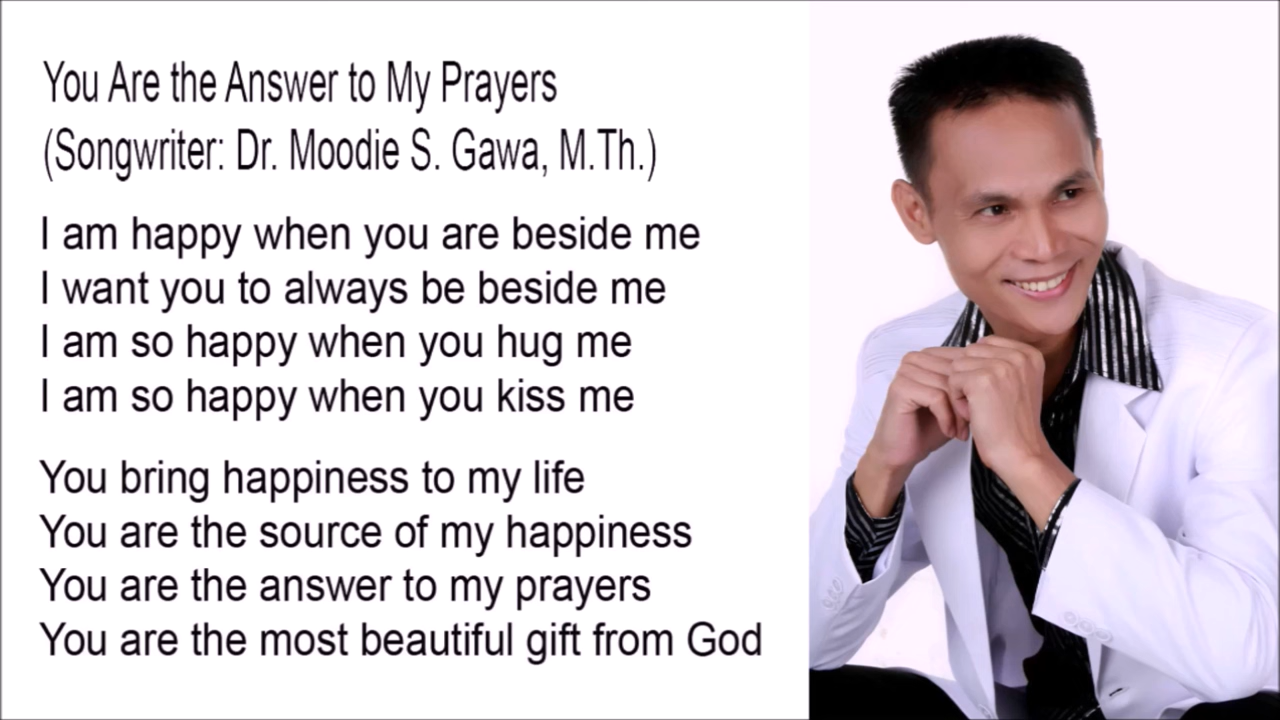 You Are the Answer to My Prayers
(Songwriter: Dr. Moodie S. Gawa, M.Th.)
I am happy when you are beside me
I want you to always be beside me
I am so happy when you hug me
I am so happy when you kiss me
You bring happiness to my life
You are the source of my happiness
You are the answer to my prayers
You are the most beautiful gift from God